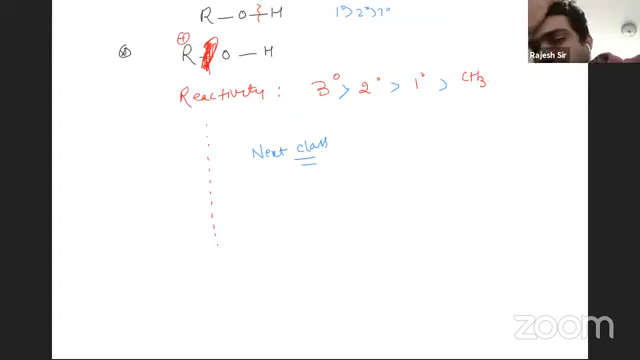 R — O — H 1° > 2° > 3°
⊕
R — O — H
Reactivity : 3° > 2° > 1° > CH3
Next class
Rajesh Sir
zoom